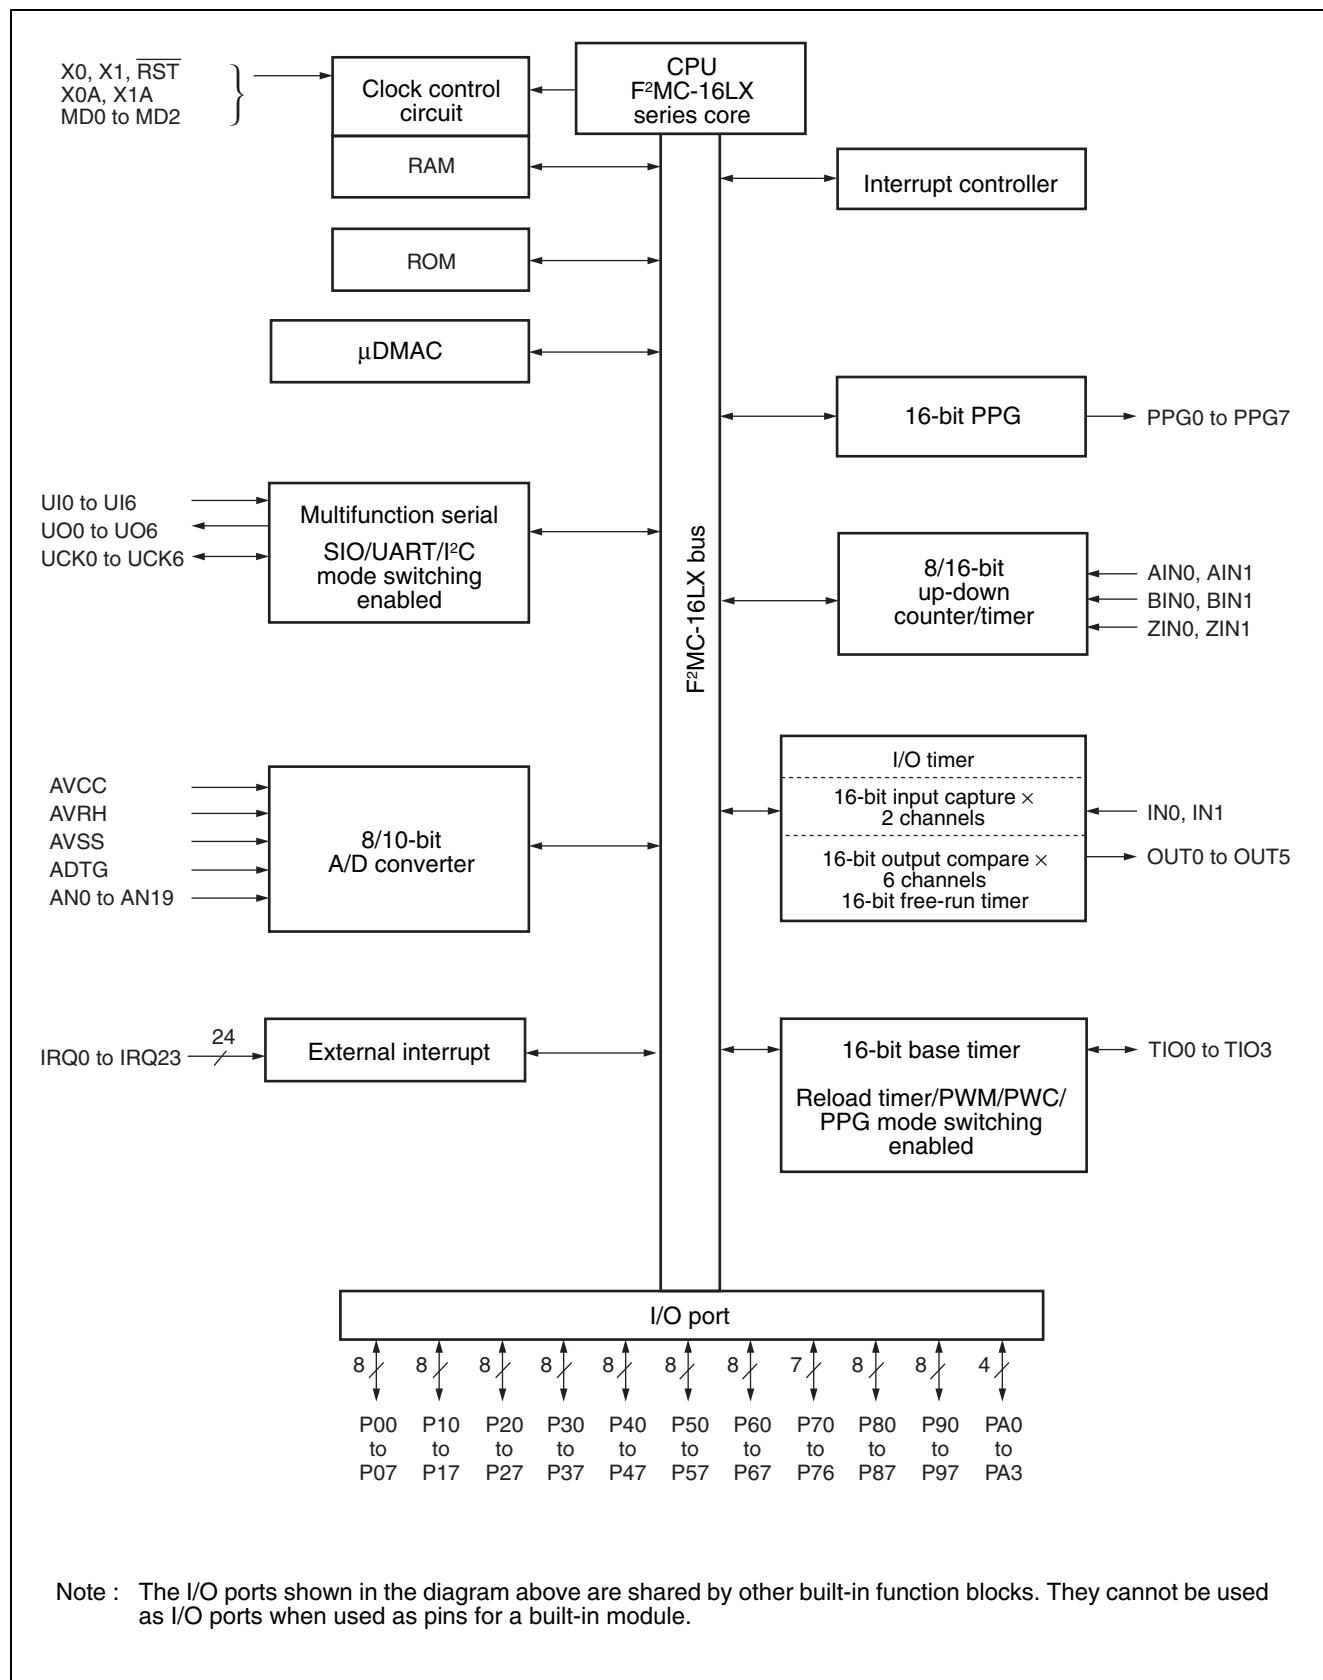 X0, X1, RST
X0A, X1A
MD0 to MD2
Clock control
circuit
CPU
F²MC-16LX
series core
RAM
Interrupt controller
ROM
µDMAC
16-bit PPG
PPG0 to PPG7
UI0 to UI6
UO0 to UO6
UCK0 to UCK6
Multifunction serial
SIO/UART/I²C
mode switching
enabled
F²MC-16LX bus
8/16-bit
up-down
counter/timer
AIN0, AIN1
BIN0, BIN1
ZIN0, ZIN1
AVCC
AVRH
AVSS
ADTG
AN0 to AN19
8/10-bit
A/D converter
I/O timer
16-bit input capture ×
2 channels
16-bit output compare ×
6 channels
16-bit free-run timer
IN0, IN1
OUT0 to OUT5
IRQ0 to IRQ23
24
External interrupt
16-bit base timer
Reload timer/PWM/PWC/
PPG mode switching
enabled
TIO0 to TIO3
I/O port
8 8 8 8 8 8 8 7 8 8 4
P00 P10 P20 P30 P40 P50 P60 P70 P80 P90 PA0
to to to to to to to to to to to
P07 P17 P27 P37 P47 P57 P67 P76 P87 P97 PA3
Note : The I/O ports shown in the diagram above are shared by other built-in function blocks. They cannot be used
as I/O ports when used as pins for a built-in module.